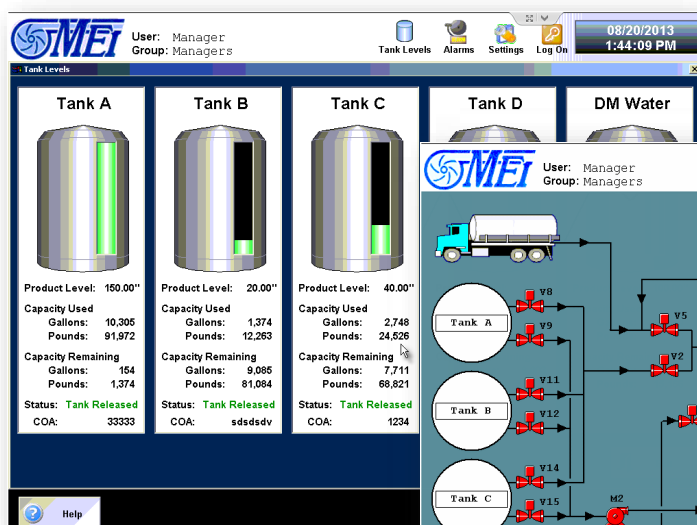 MEI
User: Manager
Group: Managers
Tank Levels
Alarms
Settings
Log On
08/20/2013
1:44:09 PM
Tank Levels
Tank A
Product Level: 150.00"
Capacity Used
Gallons: 10,305
Pounds: 91,972
Capacity Remaining
Gallons: 154
Pounds: 1,374
Status: Tank Released
COA: 33333
Tank B
Product Level: 20.00"
Capacity Used
Gallons: 1,374
Pounds: 12,263
Capacity Remaining
Gallons: 9,085
Pounds: 81,084
Status: Tank Released
COA: sdsdsdv
Tank C
Product Level: 40.00"
Capacity Used
Gallons: 2,748
Pounds: 24,526
Capacity Remaining
Gallons: 7,711
Pounds: 68,821
Status: Tank Released
COA: 1234
Tank D
DM Water
MEI
User: Manager
Group: Managers
V8
Tank A
V9
V5
V2
V11
Tank B
V12
V14
Tank C
V15
M2
Help